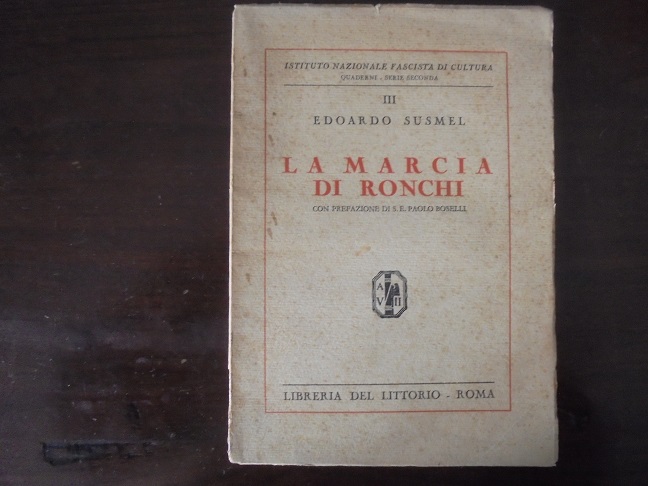 ISTITUTO NAZIONALE FASCISTA DI CULTURA
QUADERNI - SERIE SECONDA
III
EDOARDO SUSMEL
LA MARCIA
DI RONCHI
CON PREFAZIONE DI S. E. PAOLO BOSELLI
A
V II
LIBRERIA DEL LITTORIO - ROMA